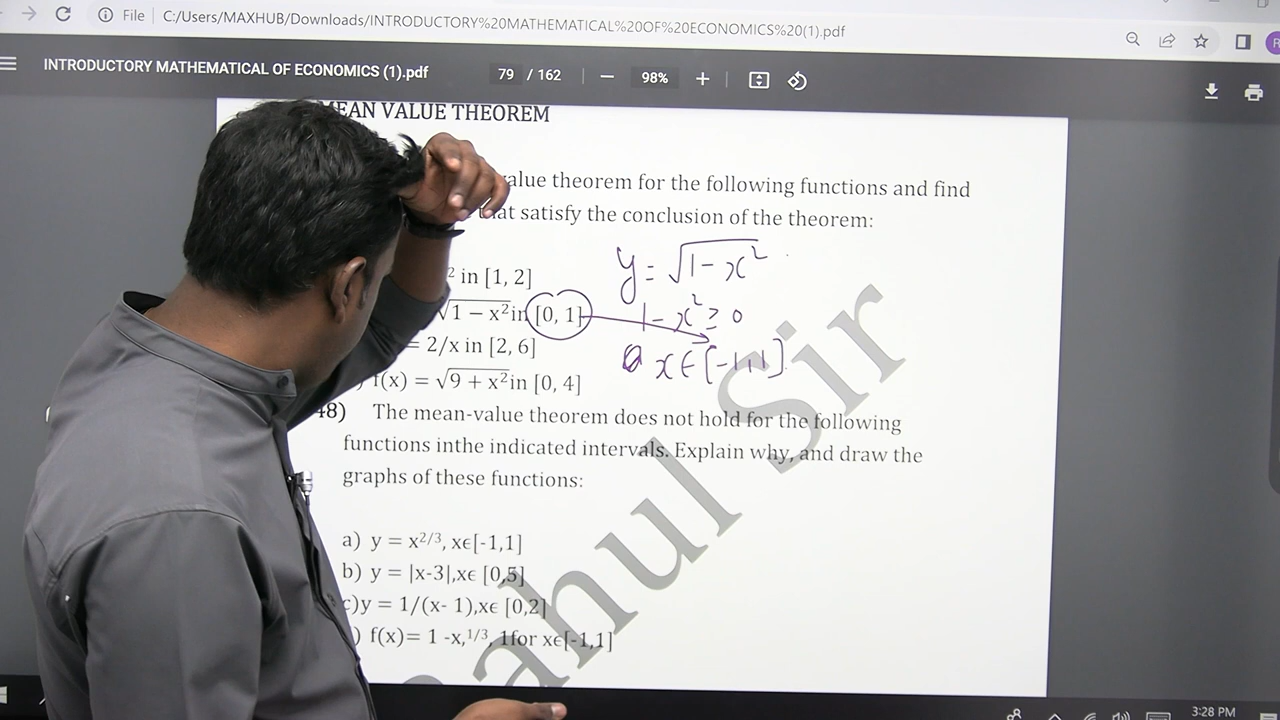 File C:/Users/MAXHUB/Downloads/INTRODUCTORY%20MATHEMATICAL%20OF%20ECONOMICS%20(1).pdf
INTRODUCTORY MATHEMATICAL OF ECONOMICS (1).pdf 79 / 162 98%
MEAN VALUE THEOREM
value theorem for the following functions and find
that satisfy the conclusion of the theorem:
² in [1, 2]
√1 − x² in [0, 1]
= 2/x in [2, 6]
) f(x) = √9 + x² in [0, 4]
y = √1 - x²
1 - x² ≥ 0
x ∈ [-1, 1]
48) The mean-value theorem does not hold for the following
functions inthe indicated intervals. Explain why, and draw the
graphs of these functions:
a) y = x^2/3, xϵ[-1,1]
b) y = |x-3|,xϵ [0,5]
c)y = 1/(x- 1),xϵ [0,2]
) f(x)= 1 -x,^1/3, 1for xϵ[-1,1]
Rahul Sir
3:28 PM